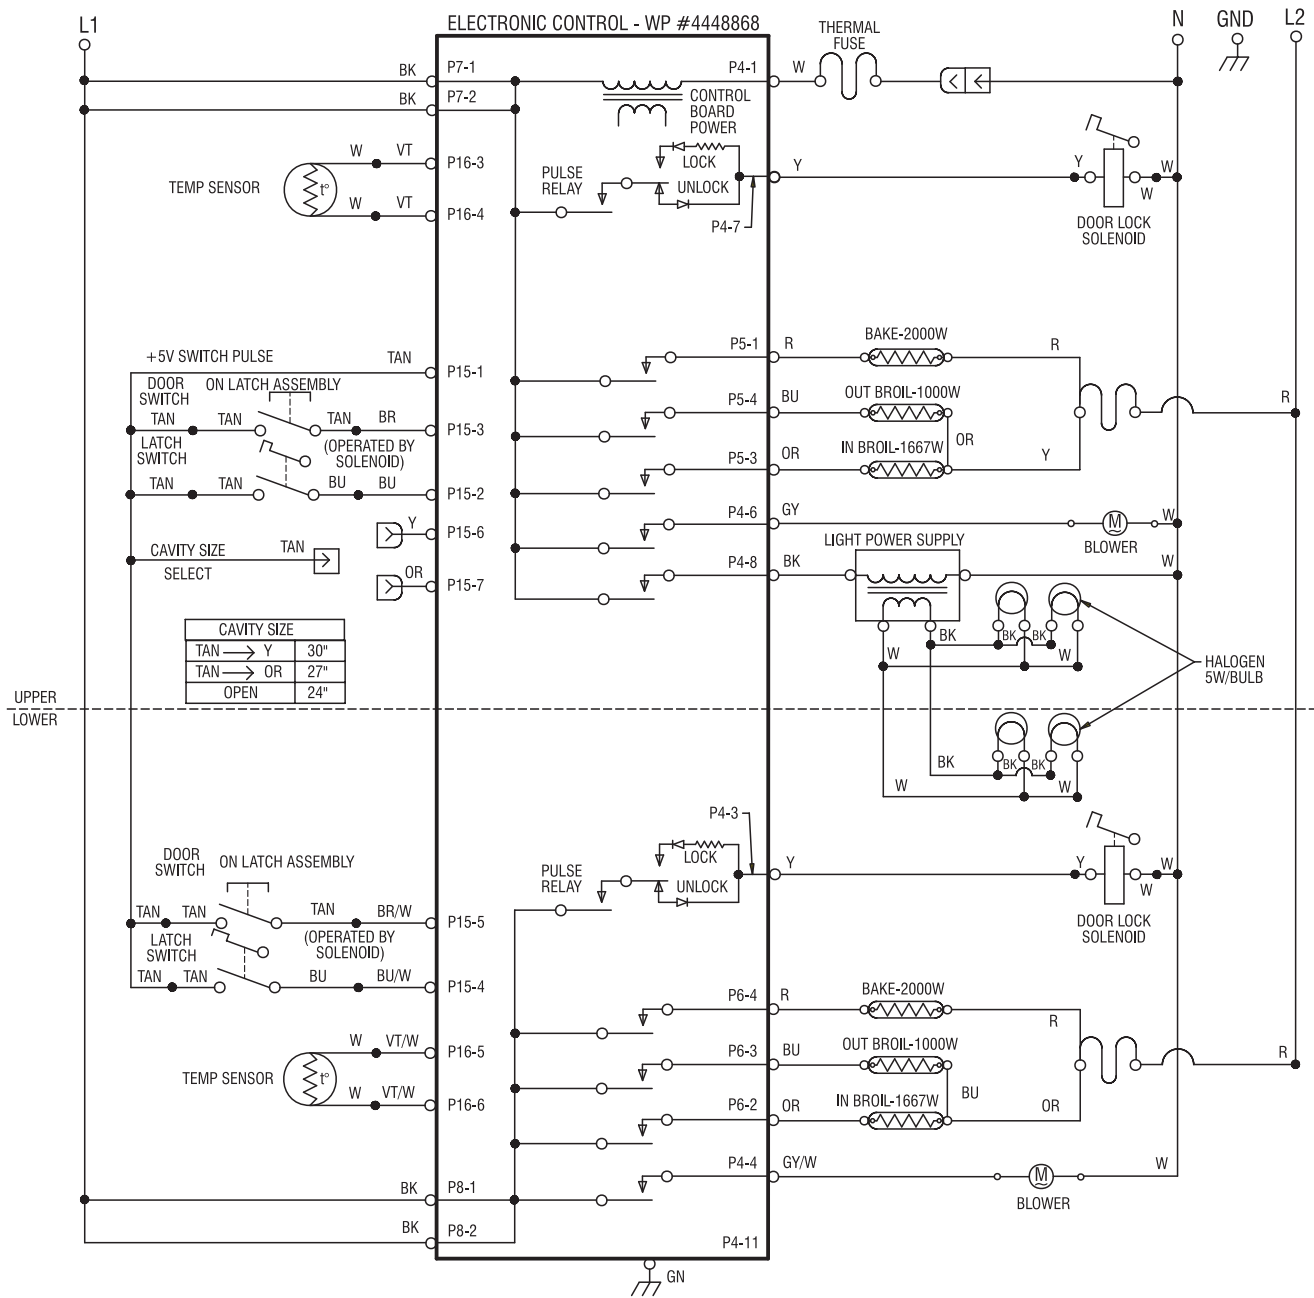 L1
ELECTRONIC CONTROL - WP #4448868
THERMAL
FUSE
N
GND
L2
BK
P7-1
P4-1
W
BK
P7-2
CONTROL
BOARD
POWER
W
VT
P16-3
TEMP SENSOR
t°
W
VT
P16-4
PULSE
RELAY
LOCK
UNLOCK
P4-7
Y
Y
W
W
DOOR LOCK
SOLENOID
+5V SWITCH PULSE
TAN
P15-1
P5-1
R
BAKE-2000W
R
DOOR
SWITCH
ON LATCH ASSEMBLY
TAN
TAN
TAN
BR
P15-3
P5-4
BU
OUT BROIL-1000W
R
LATCH
SWITCH
(OPERATED BY
SOLENOID)
P5-3
OR
IN BROIL-1667W
OR
Y
TAN
TAN
BU
BU
P15-2
Y
P15-6
P4-6
GY
M
BLOWER
W
CAVITY SIZE
SELECT
TAN
OR
P15-7
P4-8
BK
LIGHT POWER SUPPLY
W
CAVITY SIZE
TAN → Y 30"
TAN → OR 27"
OPEN 24"
BK
BK
BK
W
W
HALOGEN
5W/BULB
UPPER
LOWER
BK
BK
BK
W
W
P4-3
DOOR
SWITCH
ON LATCH ASSEMBLY
PULSE
RELAY
LOCK
UNLOCK
Y
Y
W
W
DOOR LOCK
SOLENOID
TAN
TAN
TAN
BR/W
P15-5
LATCH
SWITCH
(OPERATED BY
SOLENOID)
TAN
TAN
BU
BU/W
P15-4
P6-4
R
BAKE-2000W
R
W
VT/W
P16-5
P6-3
BU
OUT BROIL-1000W
R
TEMP SENSOR
t°
BU
W
VT/W
P16-6
P6-2
OR
IN BROIL-1667W
OR
P4-4
GY/W
M
BLOWER
W
BK
P8-1
BK
P8-2
P4-11
GN